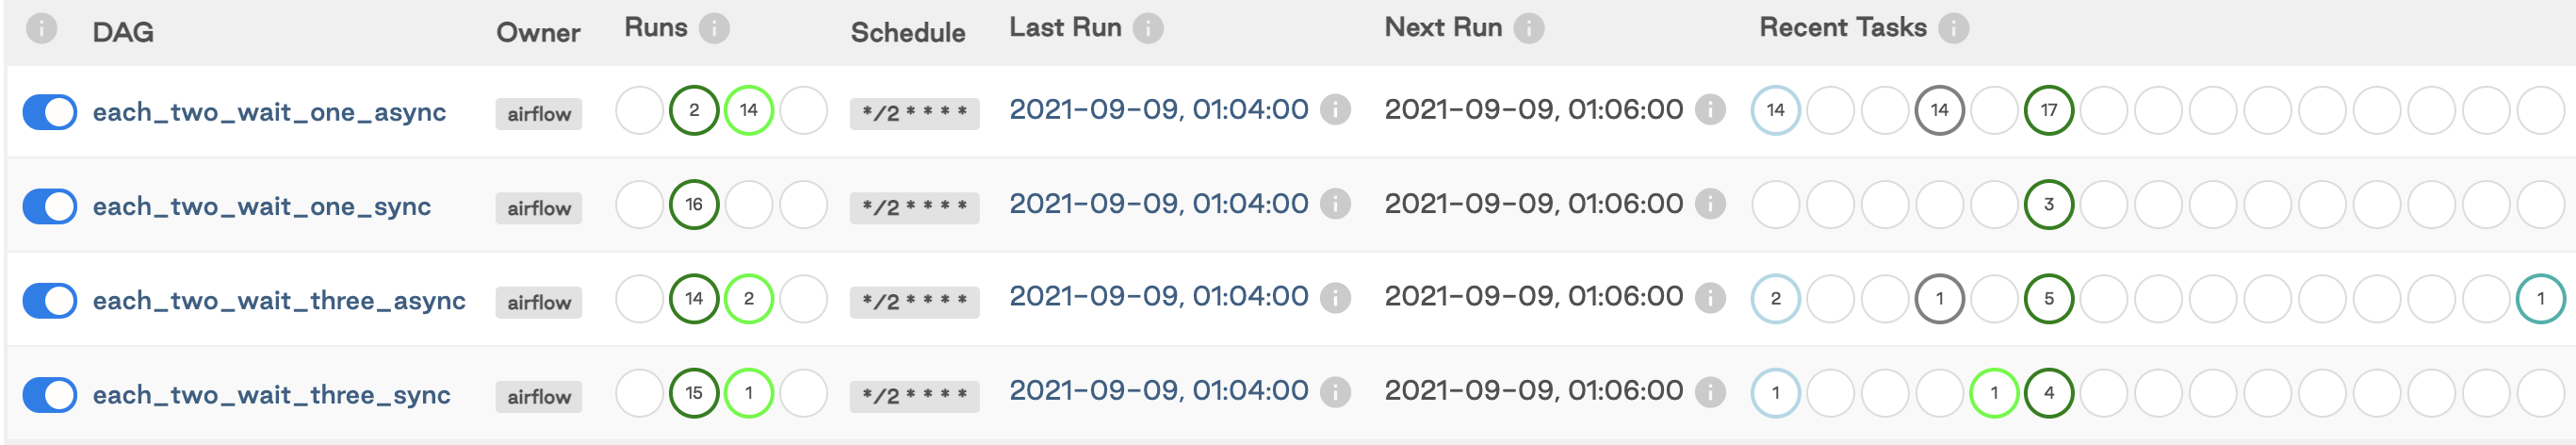 DAG Owner Runs Schedule Last Run Next Run Recent Tasks
each_two_wait_one_async airflow 2 14 */2 * * * * 2021-09-09, 01:04:00 2021-09-09, 01:06:00 14 14 17
each_two_wait_one_sync airflow 16 */2 * * * * 2021-09-09, 01:04:00 2021-09-09, 01:06:00 3
each_two_wait_three_async airflow 14 2 */2 * * * * 2021-09-09, 01:04:00 2021-09-09, 01:06:00 2 1 5 1
each_two_wait_three_sync airflow 15 1 */2 * * * * 2021-09-09, 01:04:00 2021-09-09, 01:06:00 1 1 4